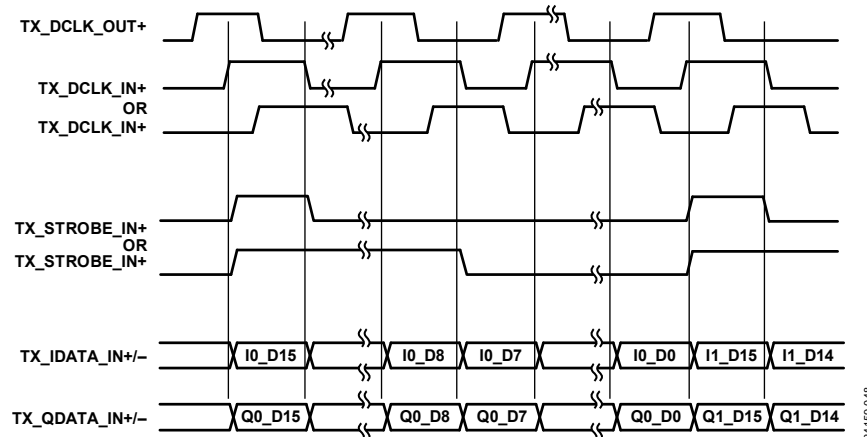 TX_DCLK_OUT+
TX_DCLK_IN+
OR
TX_DCLK_IN+
TX_STROBE_IN+
OR
TX_STROBE_IN+
TX_IDATA_IN+/– I0_D15 I0_D8 I0_D7 I0_D0 I1_D15 I1_D14
TX_QDATA_IN+/– Q0_D15 Q0_D8 Q0_D7 Q0_D0 Q1_D15 Q1_D14